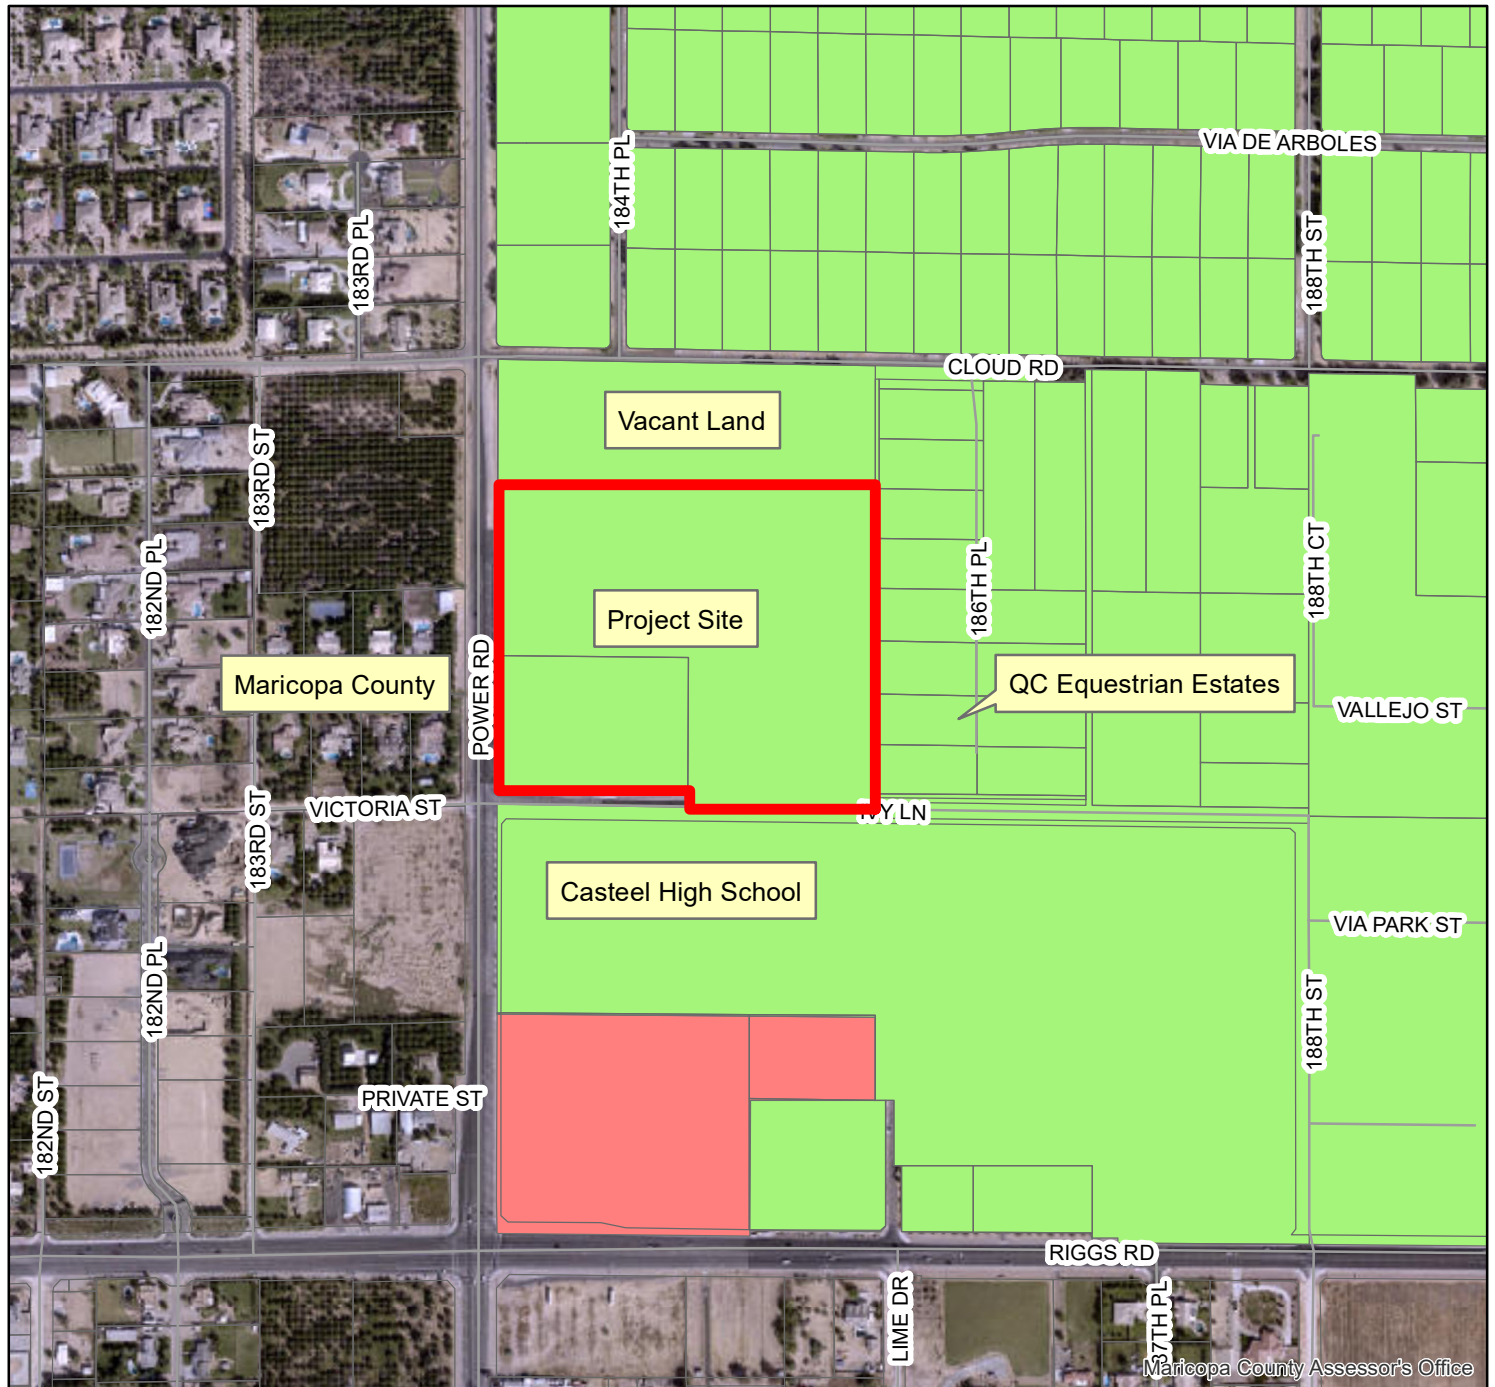 VIA DE ARBOLES
184TH PL
183RD PL
188TH ST
CLOUD RD
Vacant Land
183RD ST
182ND PL
186TH PL
188TH CT
Project Site
POWER RD
Maricopa County
QC Equestrian Estates
VALLEJO ST
VICTORIA ST
IVY LN
183RD ST
Casteel High School
VIA PARK ST
182ND PL
188TH ST
PRIVATE ST
182ND ST
RIGGS RD
LIME DR
37TH PL
Maricopa County Assessor's Office